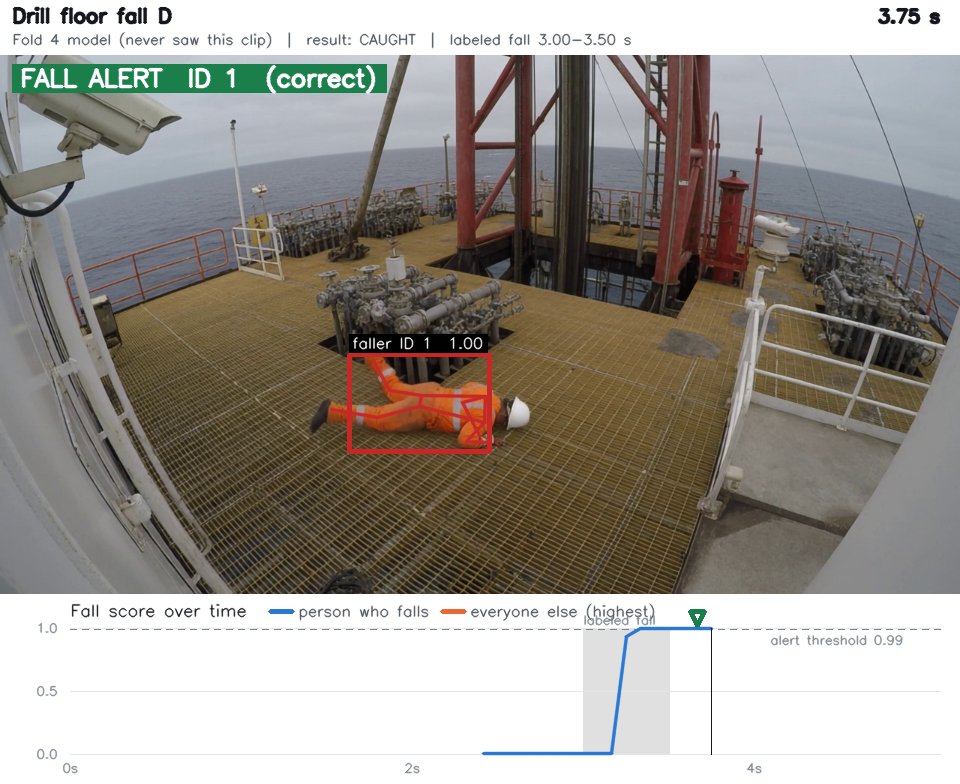 Drill floor fall D 3.75 s
Fold 4 model (never saw this clip) | result: CAUGHT | labeled fall 3.00–3.50 s
FALL ALERT ID 1 (correct)
faller ID 1 1.00
Fall score over time person who falls everyone else (highest)
labeled fall
1.0
alert threshold 0.99
0.5
0.0
0s 2s 4s